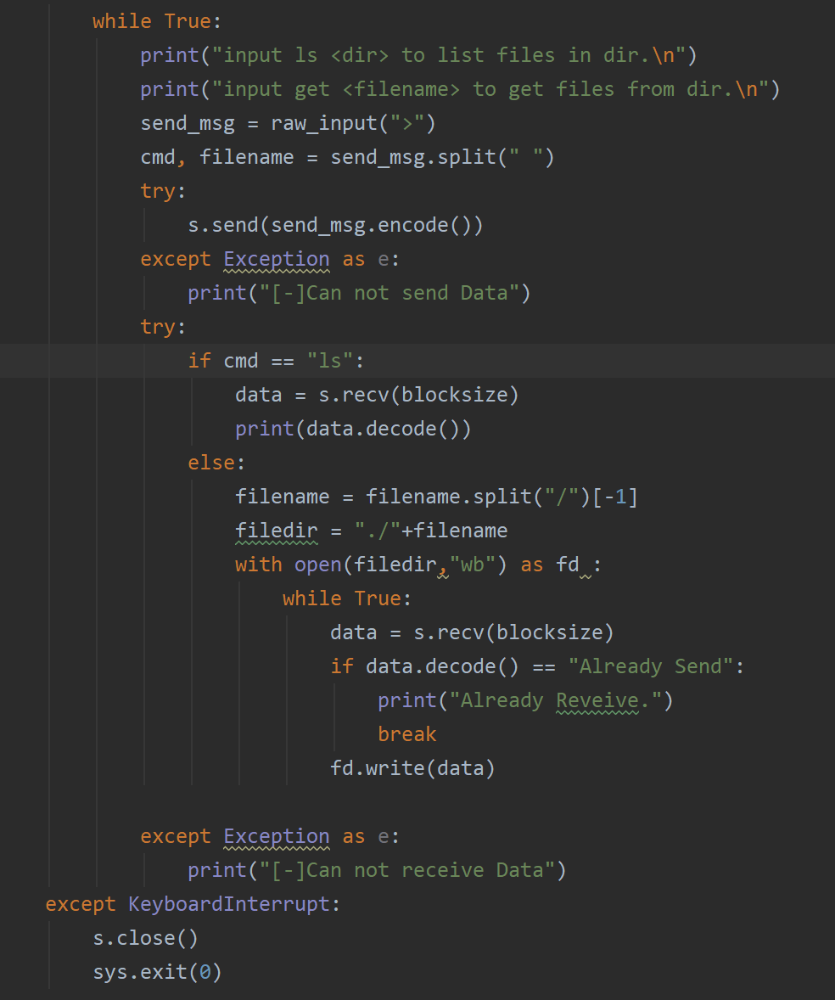 while True:
    print("input ls <dir> to list files in dir.\n")
    print("input get <filename> to get files from dir.\n")
    send_msg = raw_input(">")
    cmd, filename = send_msg.split(" ")
    try:
        s.send(send_msg.encode())
    except Exception as e:
        print("[-]Can not send Data")
    try:
        if cmd == "ls":
            data = s.recv(blocksize)
            print(data.decode())
        else:
            filename = filename.split("/")[-1]
            filedir = "./"+filename
            with open(filedir,"wb") as fd :
                while True:
                    data = s.recv(blocksize)
                    if data.decode() == "Already Send":
                        print("Already Reveive.")
                        break
                    fd.write(data)

    except Exception as e:
        print("[-]Can not receive Data")
except KeyboardInterrupt:
    s.close()
    sys.exit(0)